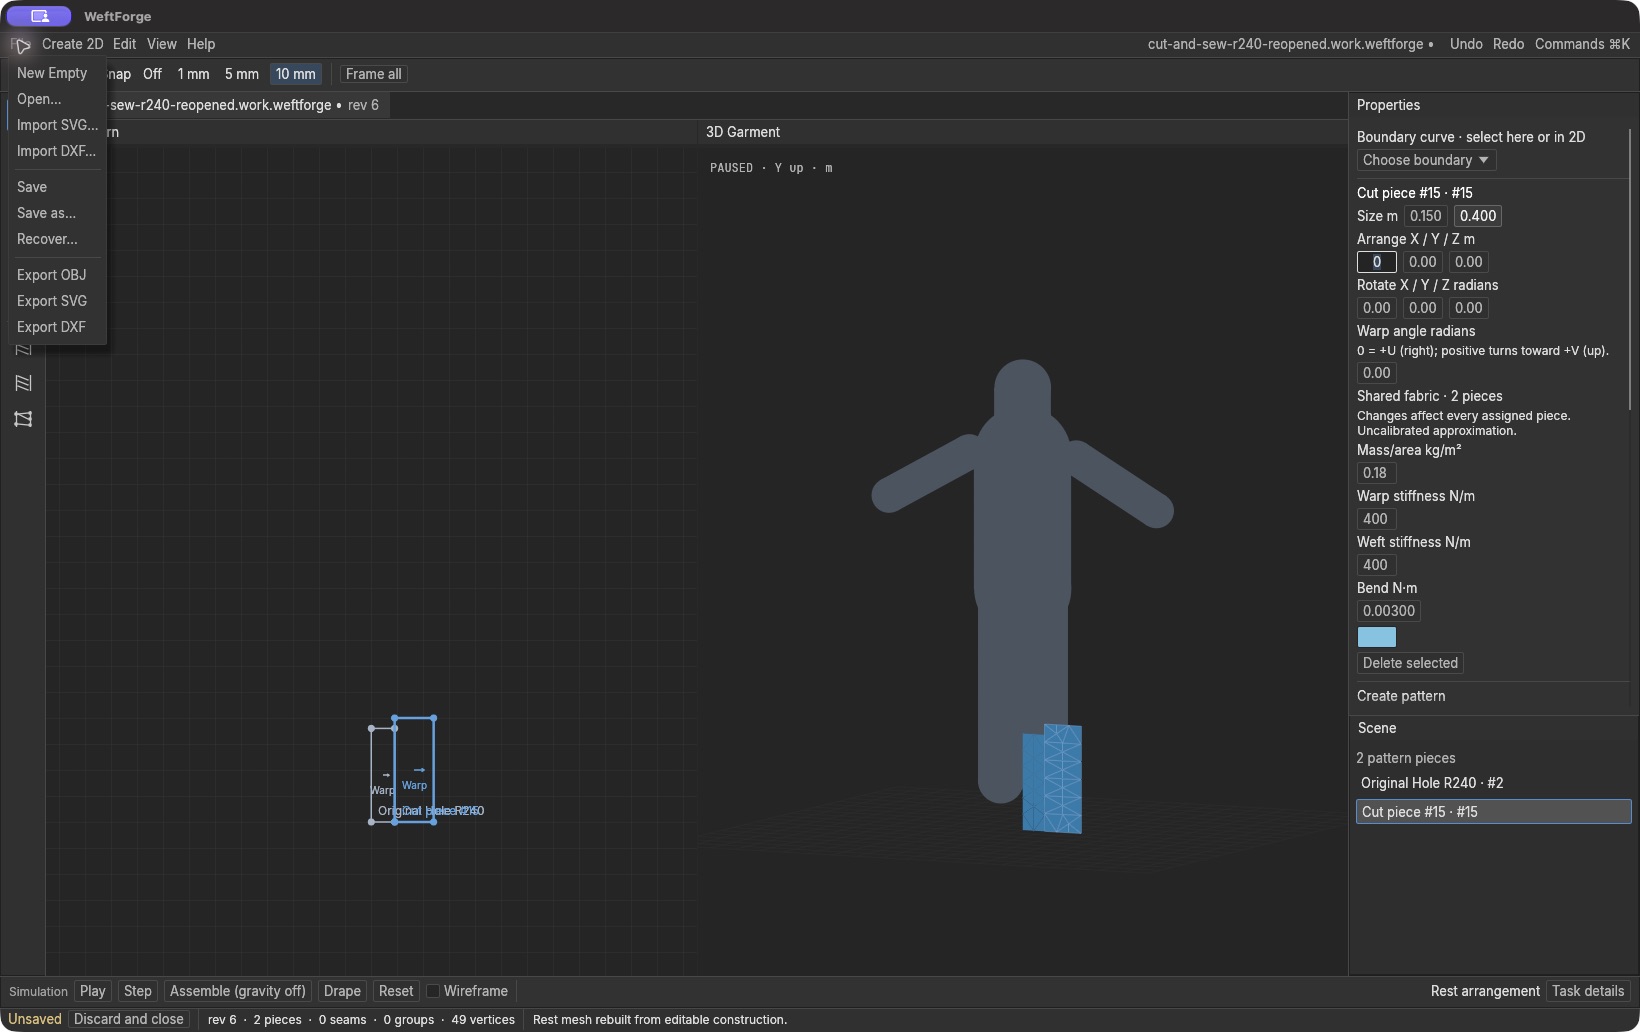 WeftForge
File Create 2D Edit View Help
cut-and-sew-r240-reopened.work.weftforge • Undo Redo Commands ⌘K
New Empty
Open...
Import SVG...
Import DXF...
Save
Save as...
Recover...
Export OBJ
Export SVG
Export DXF
nap Off 1 mm 5 mm 10 mm Frame all
-sew-r240-reopened.work.weftforge • rev 6
rn
3D Garment
PAUSED · Y up · m
Warp
Warp
Original Hole R240
Properties
Boundary curve · select here or in 2D
Choose boundary
Cut piece #15 · #15
Size m 0.150 0.400
Arrange X / Y / Z m
0 0.00 0.00
Rotate X / Y / Z radians
0.00 0.00 0.00
Warp angle radians
0 = +U (right); positive turns toward +V (up).
0.00
Shared fabric · 2 pieces
Changes affect every assigned piece.
Uncalibrated approximation.
Mass/area kg/m²
0.18
Warp stiffness N/m
400
Weft stiffness N/m
400
Bend N·m
0.00300
Delete selected
Create pattern
Scene
2 pattern pieces
Original Hole R240 · #2
Cut piece #15 · #15
Simulation Play Step Assemble (gravity off) Drape Reset Wireframe
Rest arrangement Task details
Unsaved Discard and close rev 6 · 2 pieces · 0 seams · 0 groups · 49 vertices Rest mesh rebuilt from editable construction.